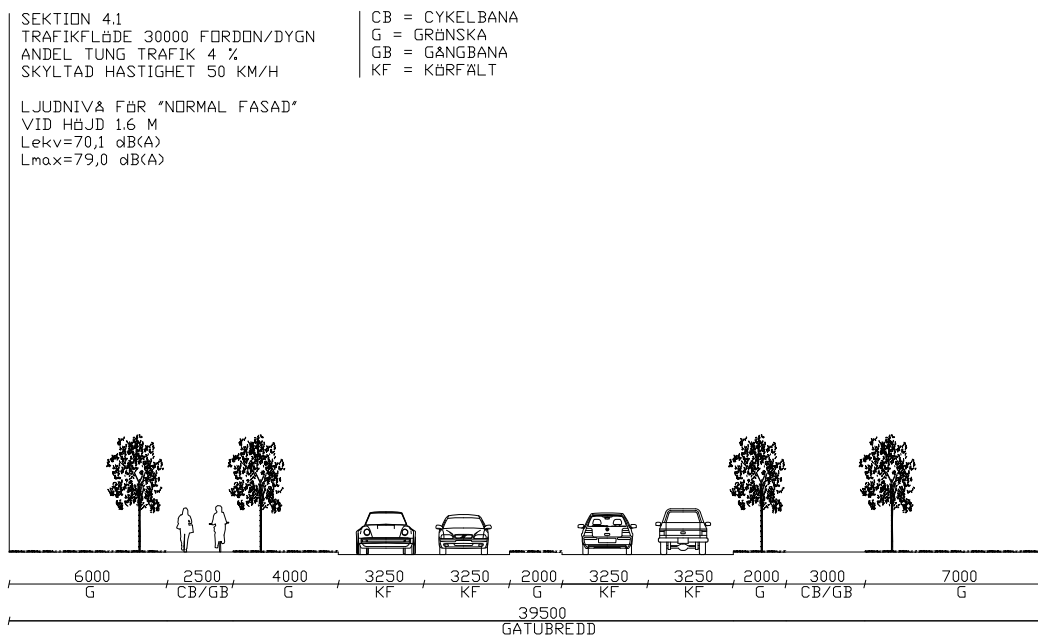 SEKTION 4.1
TRAFIKFLÖDE 30000 FORDON/DYGN
ANDEL TUNG TRAFIK 4 %
SKYLTAD HASTIGHET 50 KM/H
CB = CYKELBANA
G = GRÖNSKA
GB = GÅNGBANA
KF = KÖRFÄLT
LJUDNIVÅ FÖR "NORMAL FASAD"
VID HÖJD 1.6 M
Lekv=70,1 dB(A)
Lmax=79,0 dB(A)
6000 2500 4000 3250 3250 2000 3250 3250 2000 3000 7000
G CB/GB G KF KF G KF KF G CB/GB G
39500
GATUBREDD